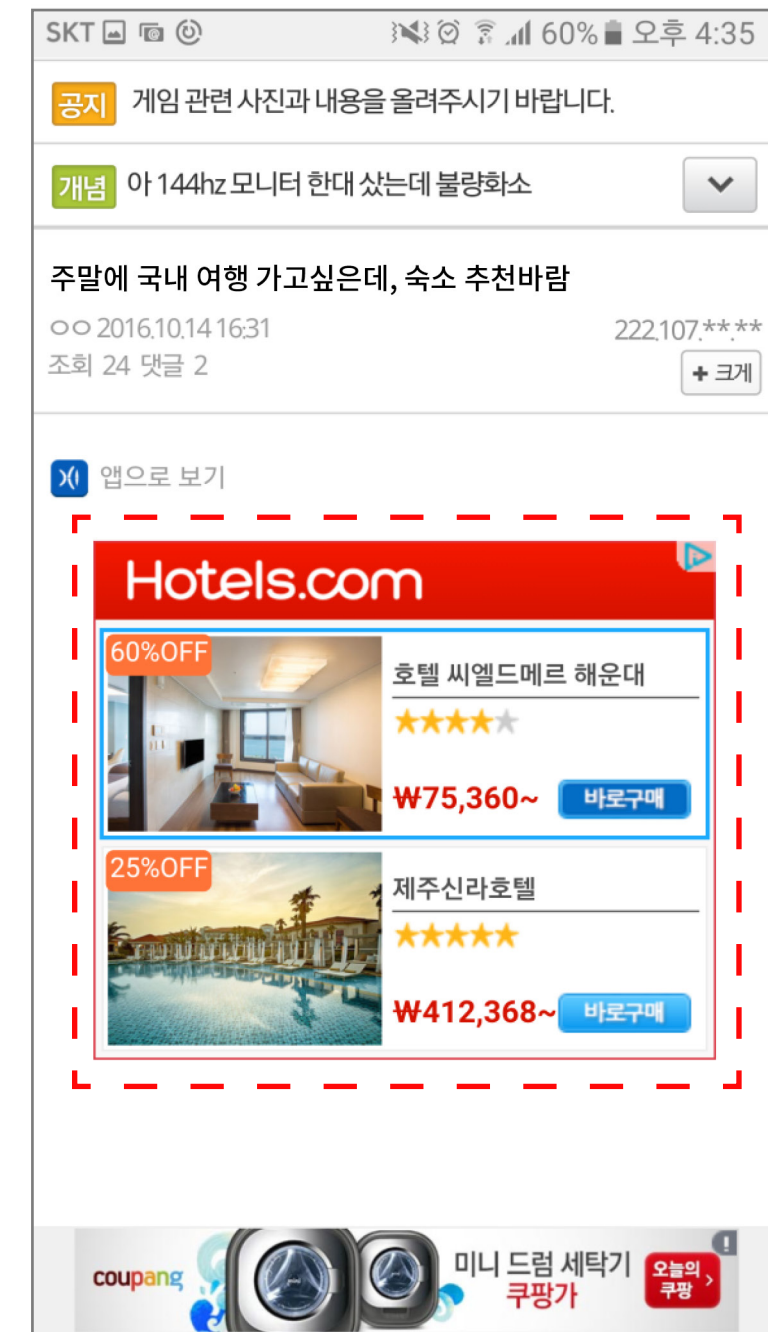 SKT 60% 오후 4:35
공지 게임 관련 사진과 내용을 올려주시기 바랍니다.
개념 아 144hz 모니터 한대 샀는데 불량화소
주말에 국내 여행 가고싶은데, 숙소 추천바람
ㅇㅇ 2016.10.14 16:31 222.107.**.**
조회 24 댓글 2 + 크게
앱으로 보기
Hotels.com
60%OFF
호텔 씨엘드메르 해운대
₩75,360~ 바로구매
25%OFF
제주신라호텔
₩412,368~ 바로구매
coupang 미니 드럼 세탁기 오늘의
쿠팡가 쿠팡 >